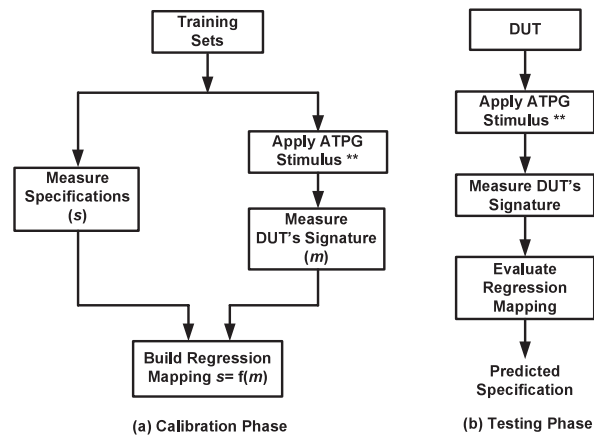 Training
Sets
Measure
Specifications
(s)
Apply ATPG
Stimulus **
Measure
DUT's Signature
(m)
Build Regression
Mapping s= f(m)
(a) Calibration Phase
DUT
Apply ATPG
Stimulus **
Measure DUT's
Signature
Evaluate
Regression
Mapping
Predicted
Specification
(b) Testing Phase